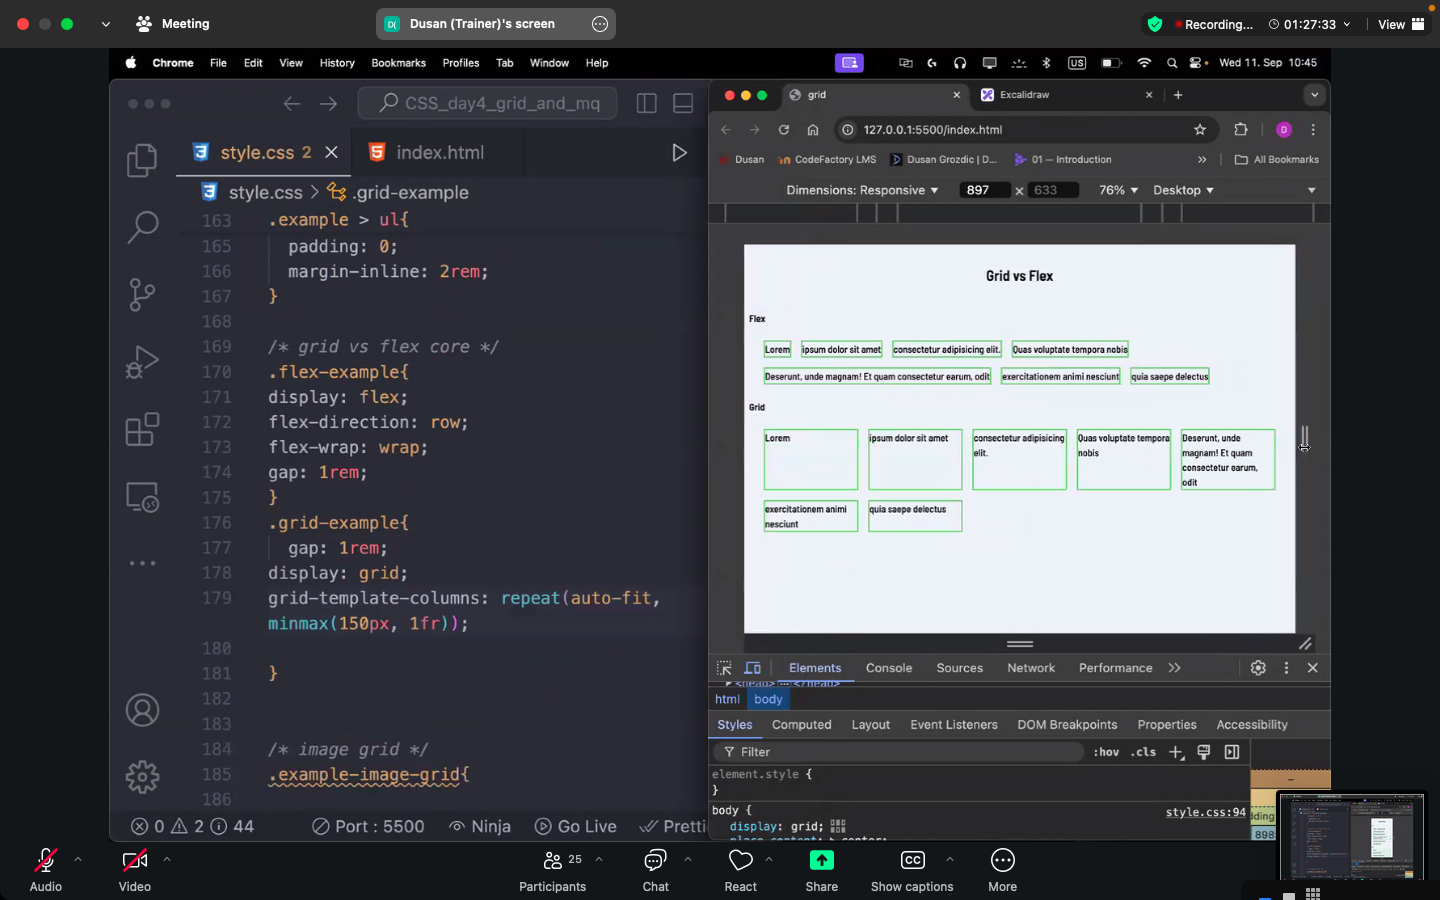 Meeting
D( Dusan (Trainer)'s screen
Recording...
01:27:33
View
Chrome File Edit View History Bookmarks Profiles Tab Window Help
US
Wed 11. Sep 10:45
CSS_day4_grid_and_mq
style.css 2
index.html
style.css > .grid-example
163 .example > ul{
165 padding: 0;
166 margin-inline: 2rem;
167 }
168
169 /* grid vs flex core */
170 .flex-example{
171 display: flex;
172 flex-direction: row;
173 flex-wrap: wrap;
174 gap: 1rem;
175 }
176 .grid-example{
177 gap: 1rem;
178 display: grid;
179 grid-template-columns: repeat(auto-fit,
minmax(150px, 1fr));
180
181 }
182
183
184 /* image grid */
185 .example-image-grid{
186
0 2 44 Port : 5500 Ninja Go Live Pretti
grid
Excalidraw
127.0.0.1:5500/index.html
D
Dusan CodeFactory LMS Dusan Grozdic | D... 01 — Introduction All Bookmarks
Dimensions: Responsive 897 × 633 76% Desktop
Grid vs Flex
Flex
Lorem ipsum dolor sit amet consectetur adipisicing elit. Quas voluptate tempora nobis
Deserunt, unde magnam! Et quam consectetur earum, odit exercitationem animi nesciunt quia saepe delectus
Grid
Lorem
ipsum dolor sit amet
consectetur adipisicing
elit.
Quas voluptate tempora
nobis
Deserunt, unde
magnam! Et quam
consectetur earum,
odit
exercitationem animi
nesciunt
quia saepe delectus
Elements Console Sources Network Performance
html body
Styles Computed Layout Event Listeners DOM Breakpoints Properties Accessibility
Filter :hov .cls
element.style {
}
body {
style.css:94
display: grid;
Audio Video
Participants 25
Chat React Share Show captions More